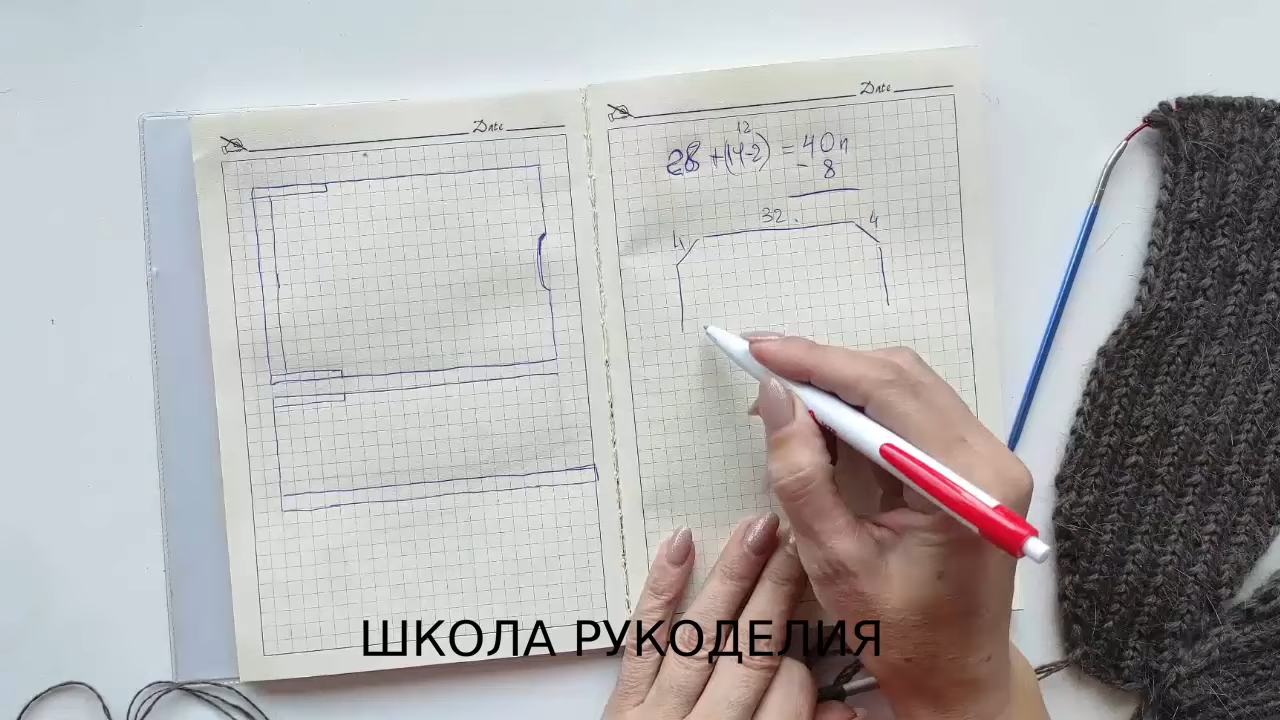 Date
Date
12
28 + (14-2) = 40п
- 8
32.
4
4
ШКОЛА РУКОДЕЛИЯ